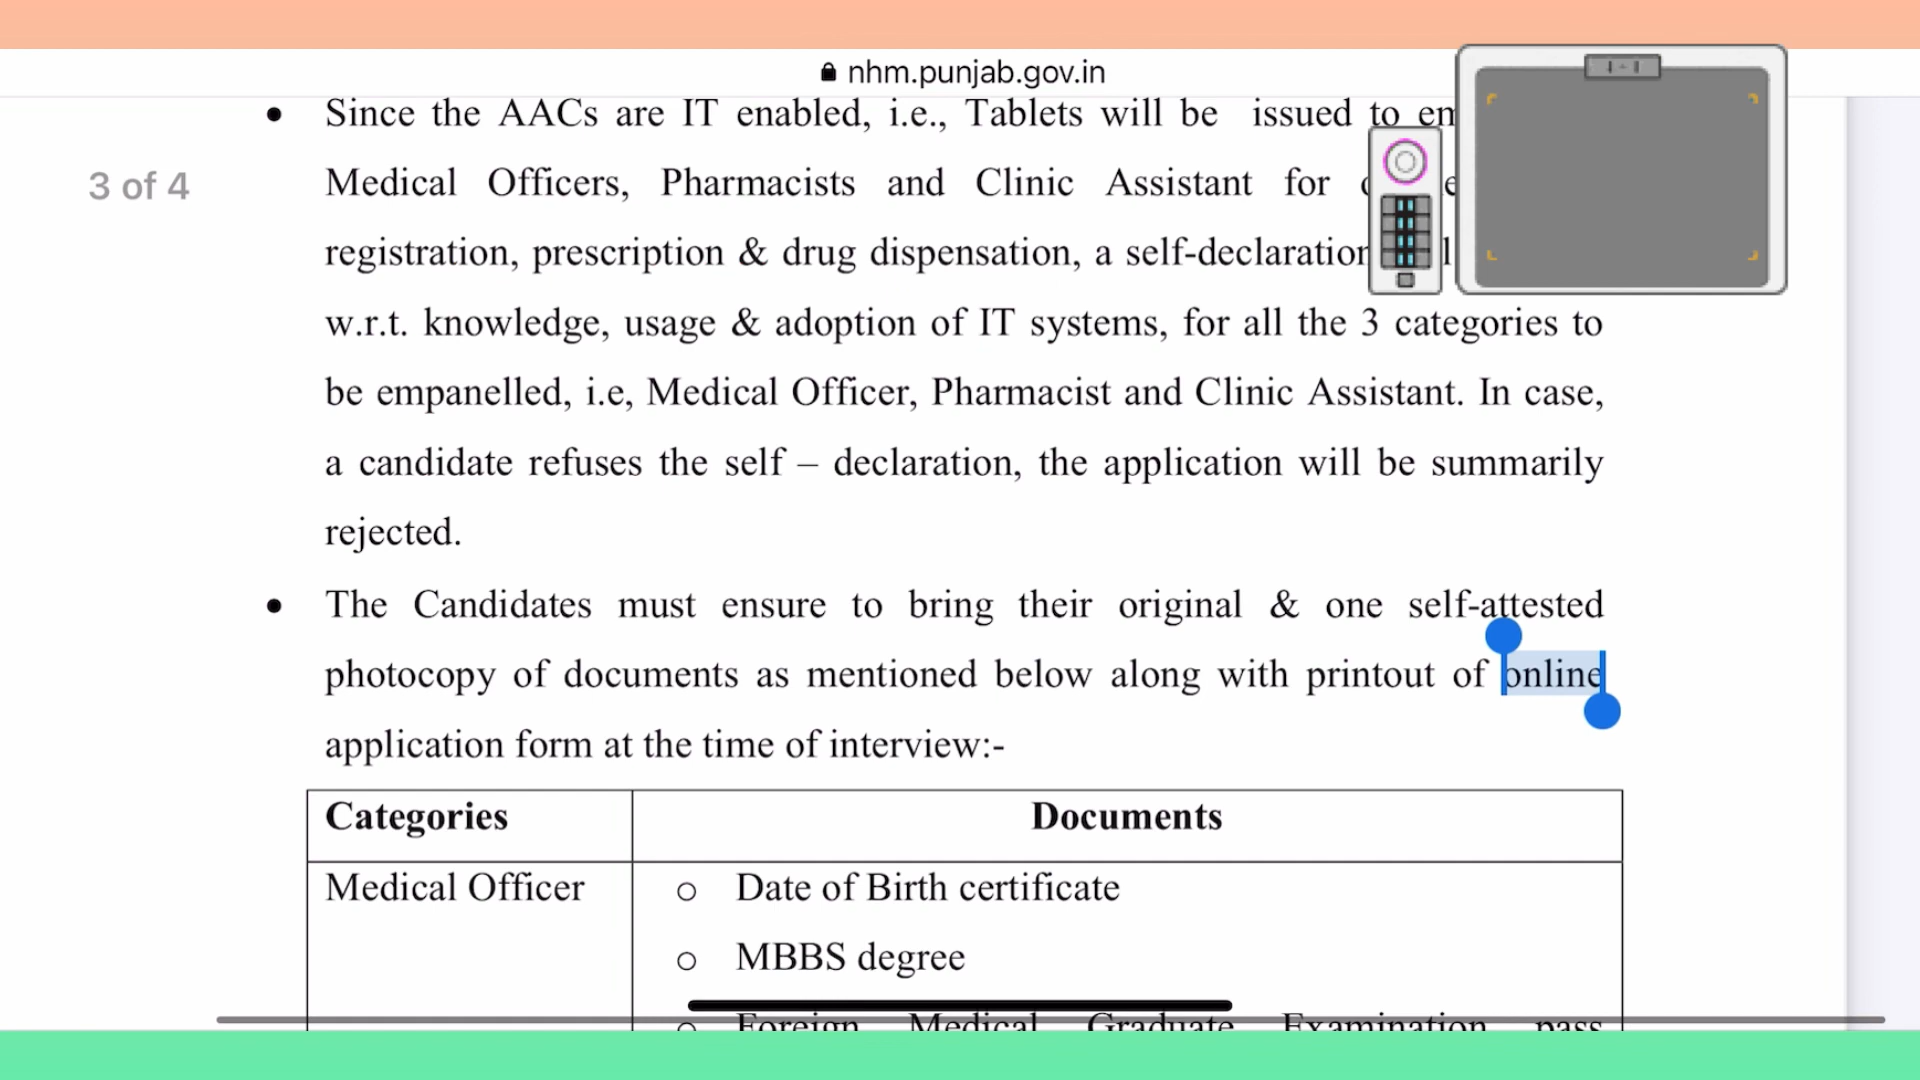 nhm.punjab.gov.in
3 of 4
• Since the AACs are IT enabled, i.e., Tablets will be issued to
Medical Officers, Pharmacists and Clinic Assistant for
registration, prescription & drug dispensation, a self-declaration
w.r.t. knowledge, usage & adoption of IT systems, for all the 3 categories to
be empanelled, i.e, Medical Officer, Pharmacist and Clinic Assistant. In case,
a candidate refuses the self – declaration, the application will be summarily
rejected.
• The Candidates must ensure to bring their original & one self-attested
photocopy of documents as mentioned below along with printout of online
application form at the time of interview:-
Categories Documents
Medical Officer o Date of Birth certificate
o MBBS degree
o Foreign Medical Graduate Examination pass